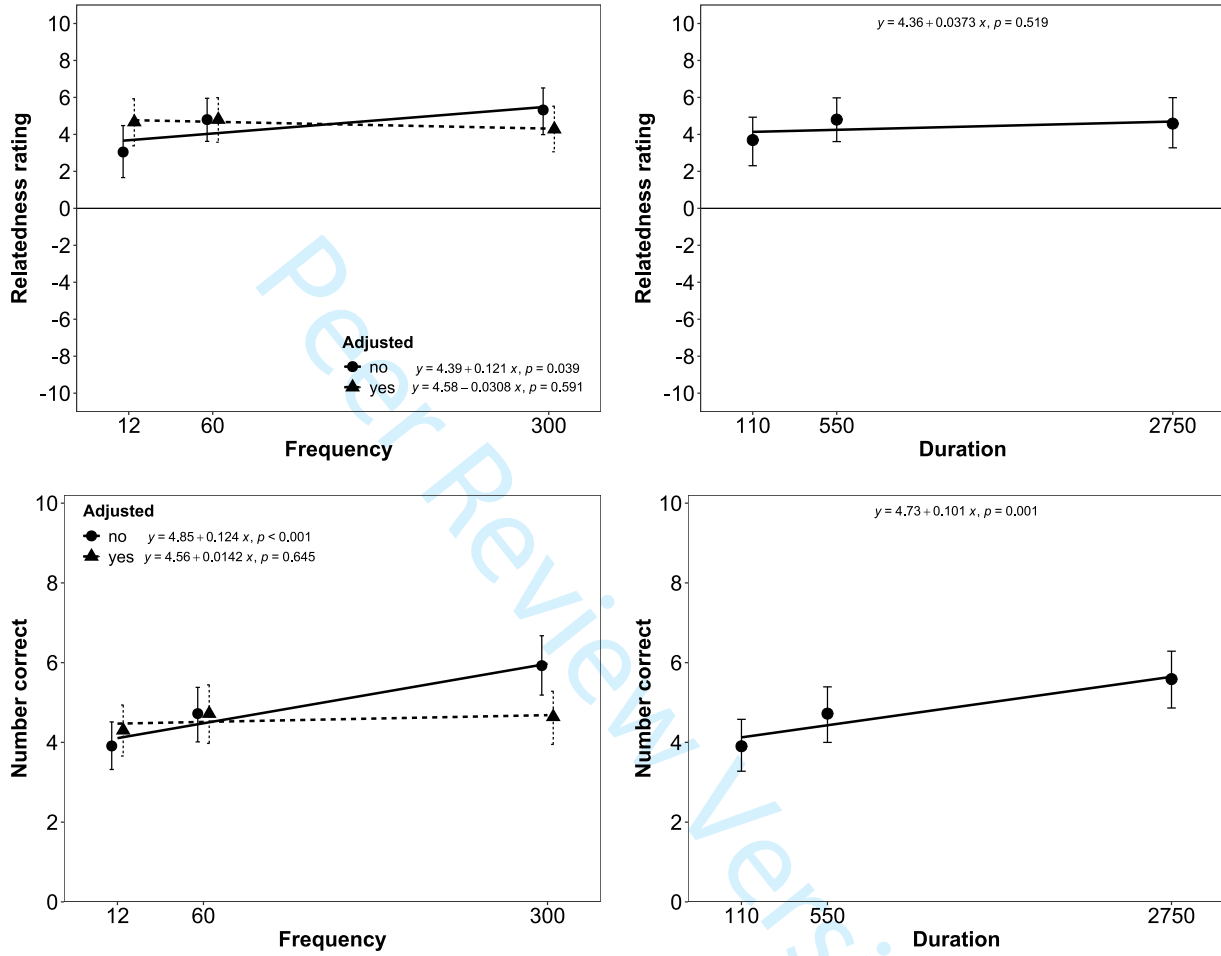 y = 4.36 + 0.0373 x, p = 0.519
10
8
6
4
2
0
-2
-4
-6
-8
-10
Relatedness rating
Adjusted
no y = 4.39 + 0.121 x, p = 0.039
yes y = 4.58 − 0.0308 x, p = 0.591
12 60 300
Frequency
10
8
6
4
2
0
-2
-4
-6
-8
-10
Relatedness rating
110 550 2750
Duration
10
8
6
4
2
0
Number correct
Adjusted
no y = 4.85 + 0.124 x, p < 0.001
yes y = 4.56 + 0.0142 x, p = 0.645
12 60 300
Frequency
y = 4.73 + 0.101 x, p = 0.001
10
8
6
4
2
0
Number correct
110 550 2750
Duration
Peer Review Versi